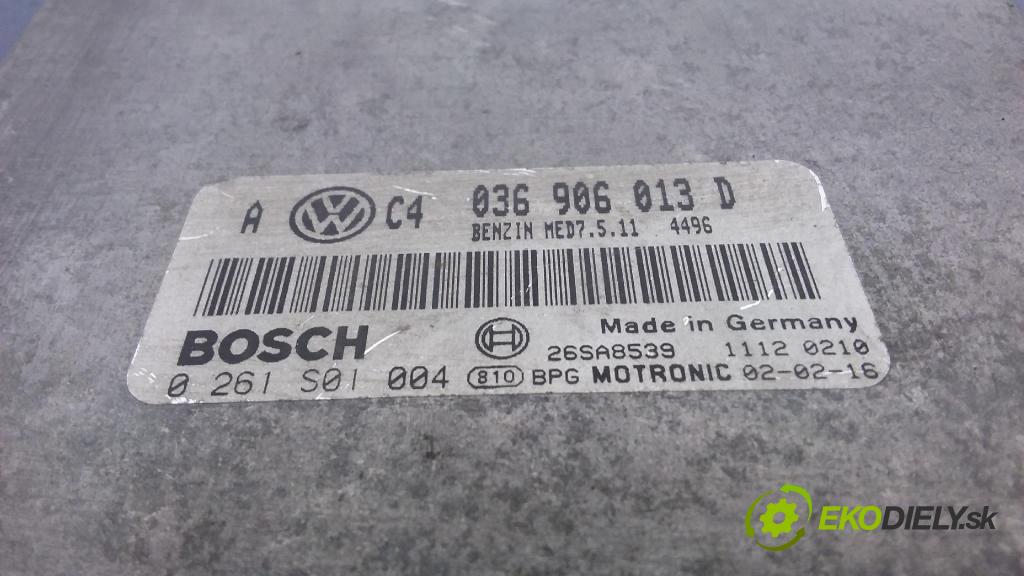 A VW C4 036 906 013 D
BENZIN MED7.5.11 4496
BOSCH Made in Germany
26SA8539 1112 0210
0 261 S01 004 810 BPG MOTRONIC 02-02-16
EKODIELY.sk